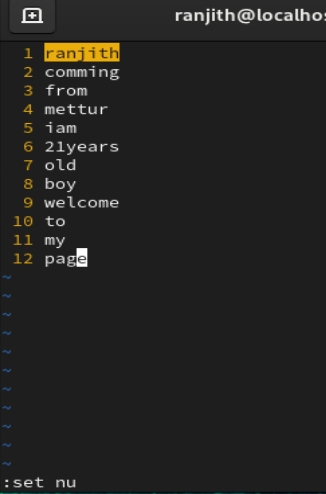 ranjith@localhos
1 ranjith
2 comming
3 from
4 mettur
5 iam
6 21years
7 old
8 boy
9 welcome
10 to
11 my
12 page
~
~
~
~
~
~
~
~
~
~
~
:set nu